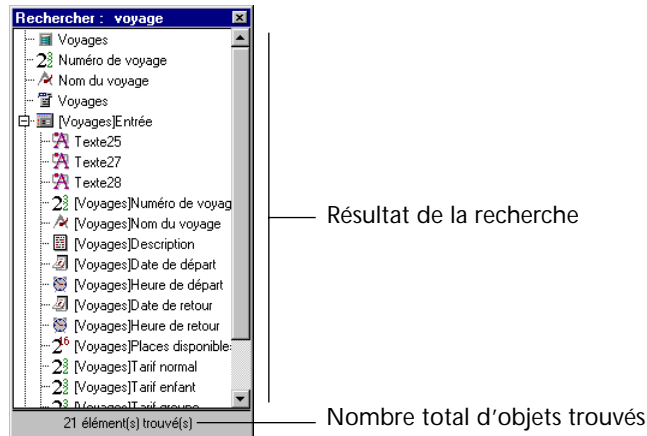 Rechercher : voyage
Voyages
Numéro de voyage
Nom du voyage
Voyages
[Voyages]Entrée
Texte25
Texte27
Texte28
[Voyages]Numéro de voyag
[Voyages]Nom du voyage
[Voyages]Description
[Voyages]Date de départ
[Voyages]Heure de départ
[Voyages]Date de retour
[Voyages]Heure de retour
[Voyages]Places disponible
[Voyages]Tarif normal
[Voyages]Tarif enfant
[Voyages]Tarif groupe
21 élément(s) trouvé(s)
Résultat de la recherche
Nombre total d’objets trouvés